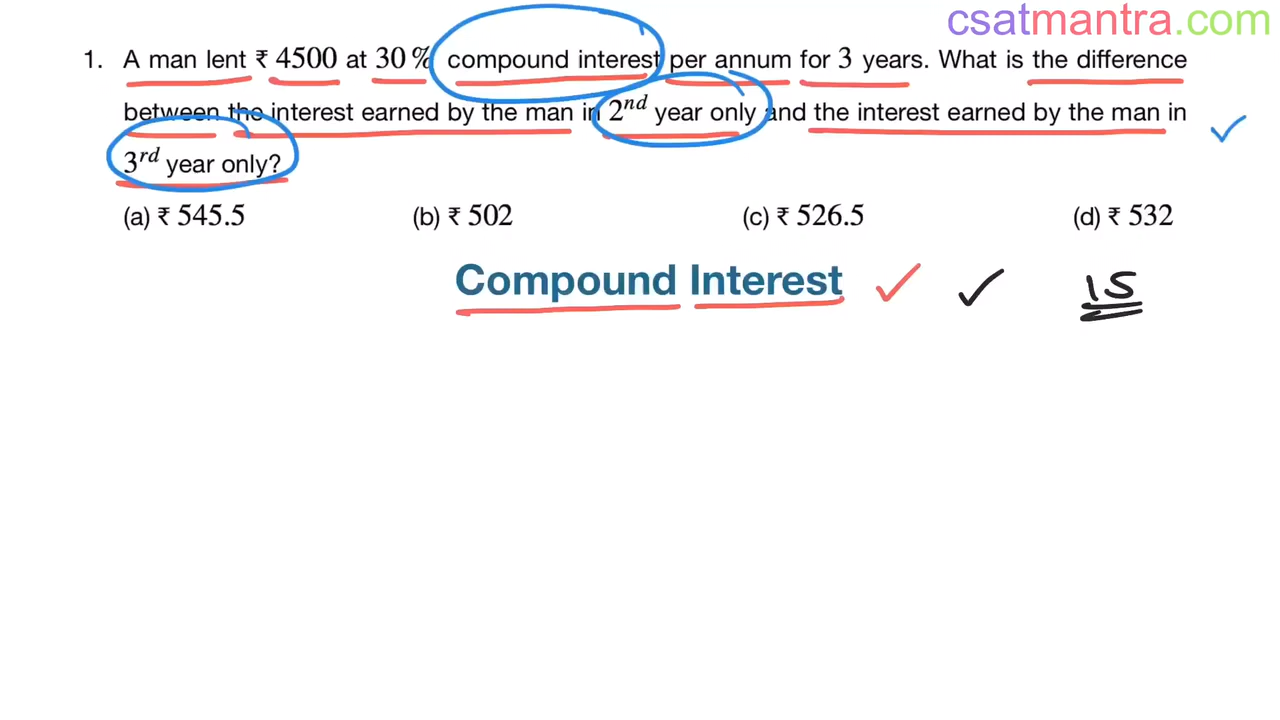 csatmantra.com
1. A man lent ₹ 4500 at 30 % compound interest per annum for 3 years. What is the difference
between the interest earned by the man in 2nd year only and the interest earned by the man in
3rd year only?
(a) ₹ 545.5 (b) ₹ 502 (c) ₹ 526.5 (d) ₹ 532
Compound Interest 15